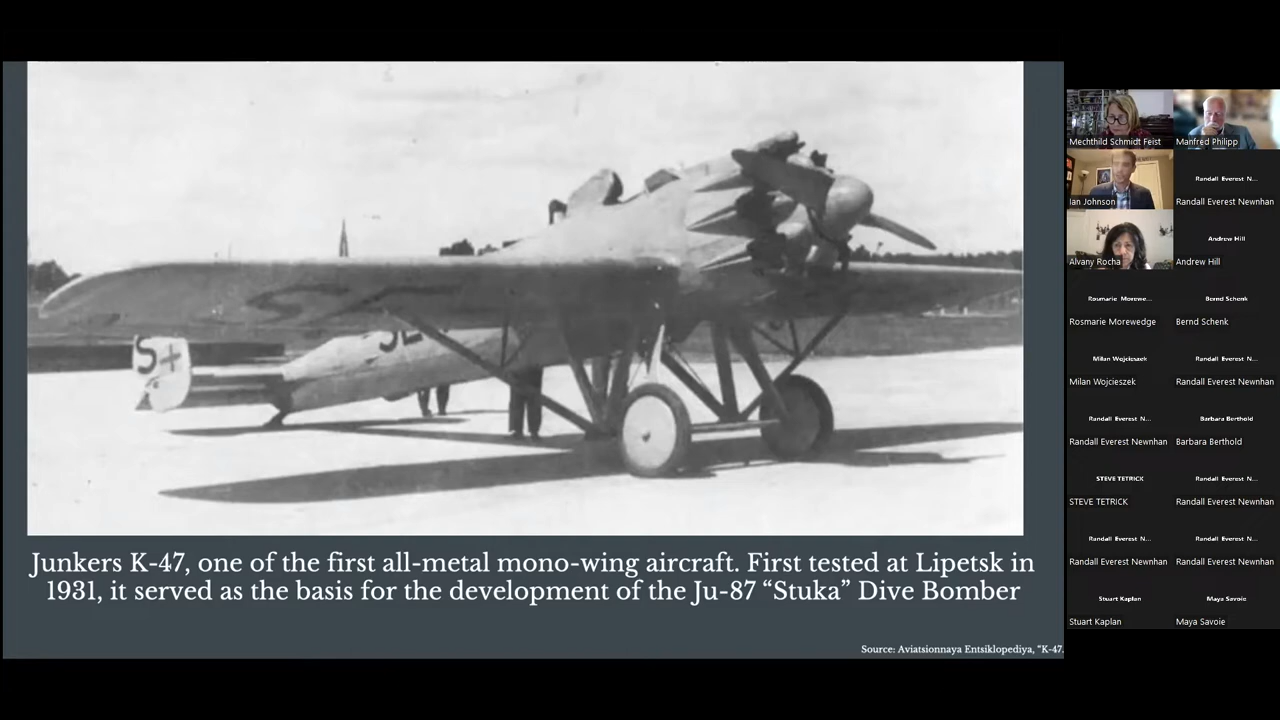 S+
Junkers K-47, one of the first all-metal mono-wing aircraft. First tested at Lipetsk in
1931, it served as the basis for the development of the Ju-87 “Stuka” Dive Bomber
Source: Aviatsionnaya Entsiklopediya, "K-47.
Mechthild Schmidt Feist
Manfred Philipp
Ian Johnson
Randall Everest N...
Randall Everest Newnhan
Alvany Rocha
Andrew Hill
Andrew Hill
Rosmarie Morewe...
Bernd Schenk
Rosmarie Morewedge
Bernd Schenk
Milan Wojcieszek
Randall Everest N...
Milan Wojcieszek
Randall Everest Newnhan
Randall Everest N...
Barbara Berthold
Randall Everest Newnhan
Barbara Berthold
STEVE TETRICK
Randall Everest N...
STEVE TETRICK
Randall Everest Newnhan
Randall Everest N...
Randall Everest N...
Randall Everest Newnhan
Randall Everest Newnhan
Stuart Kaplan
Maya Savoie
Stuart Kaplan
Maya Savoie